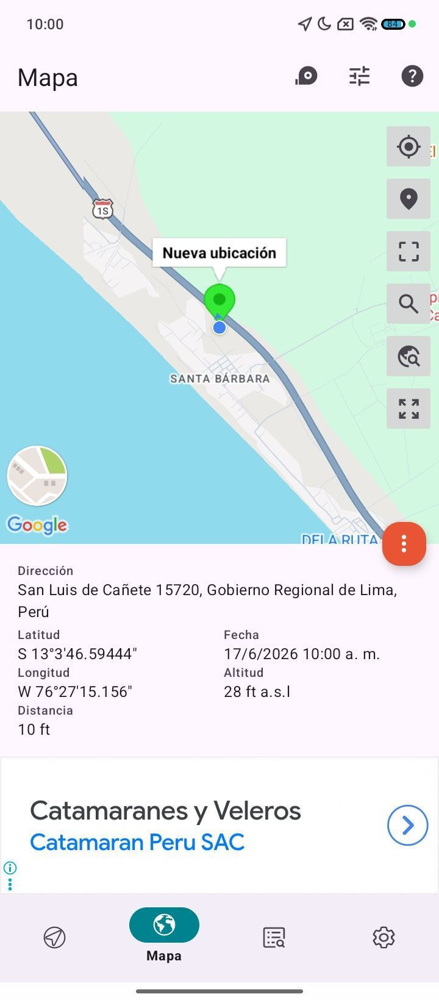 10:00
84
Mapa
1S
El
Nueva ubicación
SANTA BÁRBARA
Google
DE LA RUTA
Dirección
San Luis de Cañete 15720, Gobierno Regional de Lima,
Perú
Latitud
Fecha
S 13°3'46.59444"
17/6/2026 10:00 a. m.
Longitud
Altitud
W 76°27'15.156"
28 ft a.s.l
Distancia
10 ft
Catamaranes y Veleros
Catamaran Peru SAC
Mapa